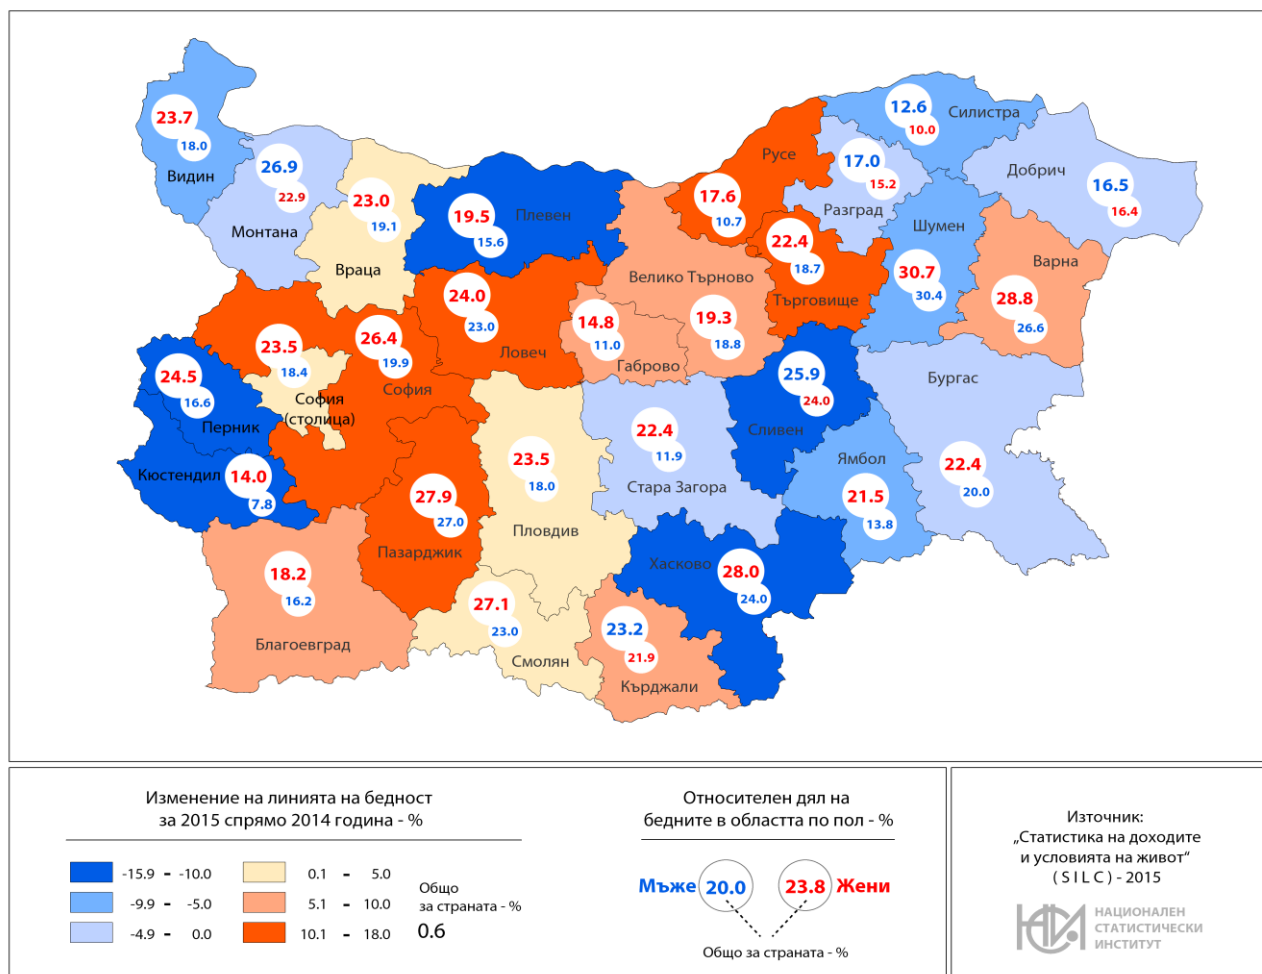 12.6
Силистра
10.0
23.7
18.0
Видин
Русе
17.0
15.2
Разград
Добрич
16.5
16.4
26.9
22.9
Монтана
23.0
19.1
Враца
19.5
Плевен
15.6
17.6
10.7
Шумен
30.7
30.4
22.4
18.7
Търговище
Варна
28.8
26.6
Велико Търново
19.3
18.8
24.0
23.0
Ловеч
14.8
11.0
Габрово
23.5
18.4
26.4
19.9
София
София
(столица)
24.5
16.6
Перник
25.9
24.0
Сливен
Бургас
22.4
20.0
Кюстендил
14.0
7.8
22.4
11.9
Стара Загора
23.5
18.0
Пловдив
Ямбол
21.5
13.8
27.9
27.0
Пазарджик
18.2
16.2
Благоевград
Хасково
28.0
24.0
27.1
23.0
Смолян
23.2
21.9
Кърджали
Изменение на линията на бедност
за 2015 спрямо 2014 година - %
-15.9 - -10.0
-9.9 - -5.0
-4.9 - 0.0
0.1 - 5.0
5.1 - 10.0
10.1 - 18.0
Общо
за страната - %
0.6
Относителен дял на
бедните в областта по пол - %
Мъже 20.0 23.8 Жени
Общо за страната - %
Източник:
„Статистика на доходите
и условията на живот“
( S I L C ) - 2015
НСИ
НАЦИОНАЛЕН
СТАТИСТИЧЕСКИ
ИНСТИТУТ